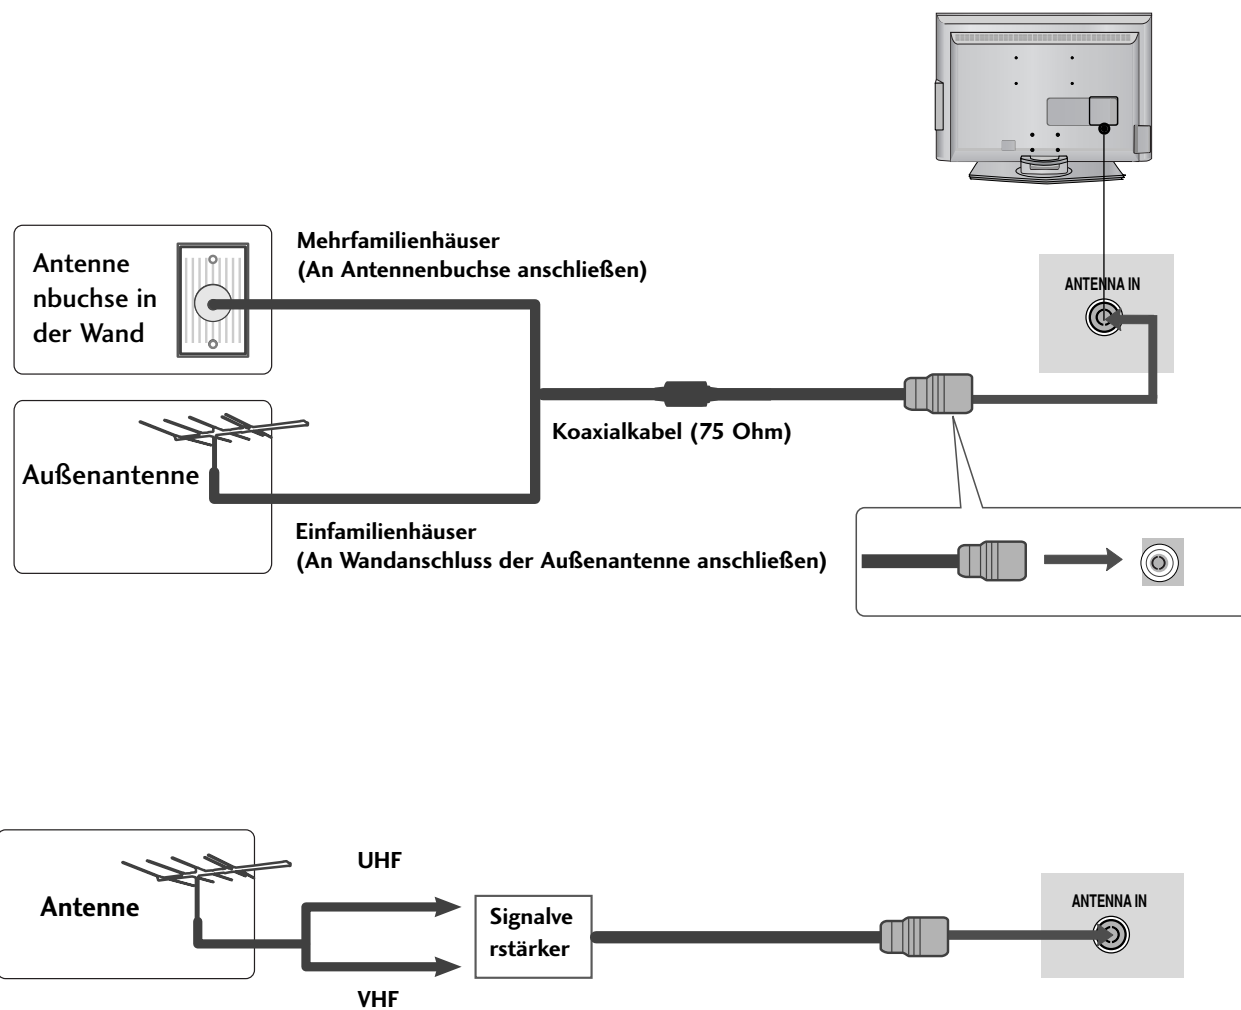 Mehrfamilienhäuser
(An Antennenbuchse anschließen)
Antenne
nbuchse in
der Wand
ANTENNA IN
Koaxialkabel (75 Ohm)
Außenantenne
Einfamilienhäuser
(An Wandanschluss der Außenantenne anschließen)
UHF
Antenne
Signalve
rstärker
ANTENNA IN
VHF